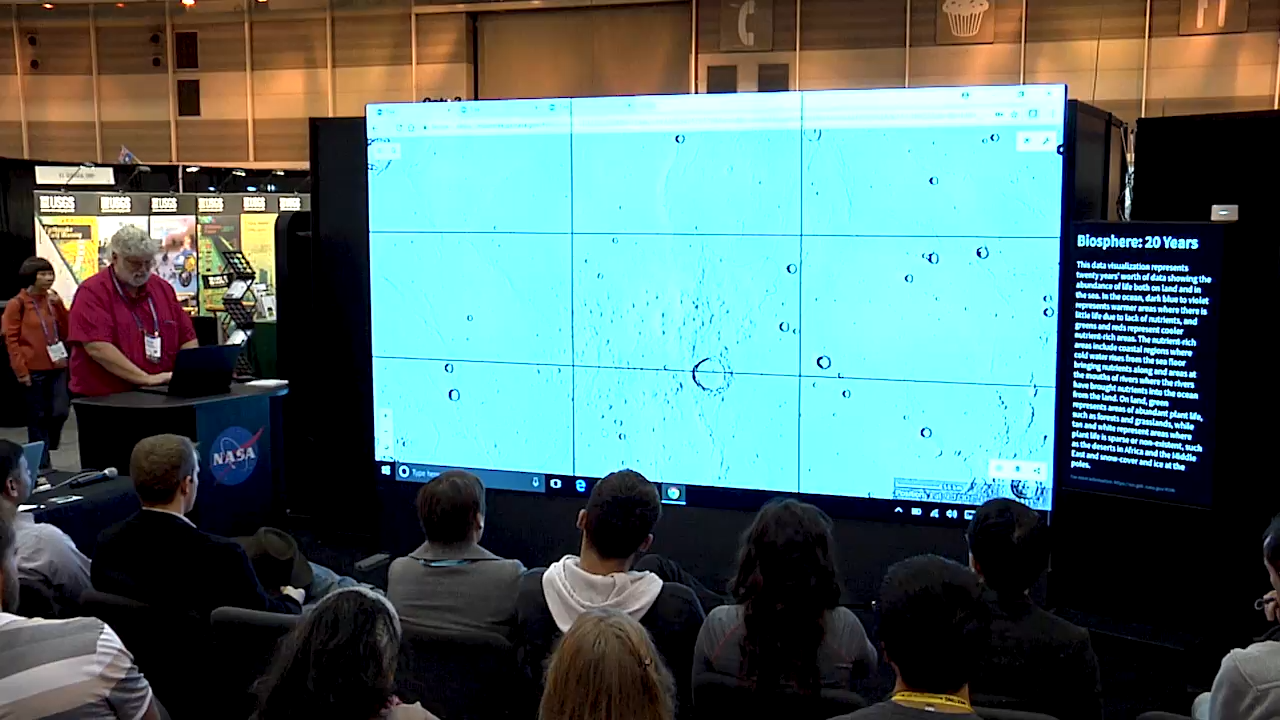 USGS
USGS
USGS
USGS
USGS
NASA
Type here
Biosphere: 20 Years
This data visualization represents
twenty years' worth of data showing the
abundance of life both on land and in
the sea. In the ocean, dark blue to violet
represents warmer areas where there is
little life due to lack of nutrients, and
greens and reds represent cooler
nutrient-rich areas. The nutrient-rich
areas include coastal regions where
cold water rises from the sea floor
bringing nutrients along and areas at
the mouths of rivers where the rivers
have brought nutrients into the ocean
from the land. On land, green
represents areas of abundant plant life,
such as forests and grasslands, while
tan and white represent areas where
plant life is sparse or non-existent, such
as the deserts in Africa and the Middle
East and snow-cover and ice at the
poles.